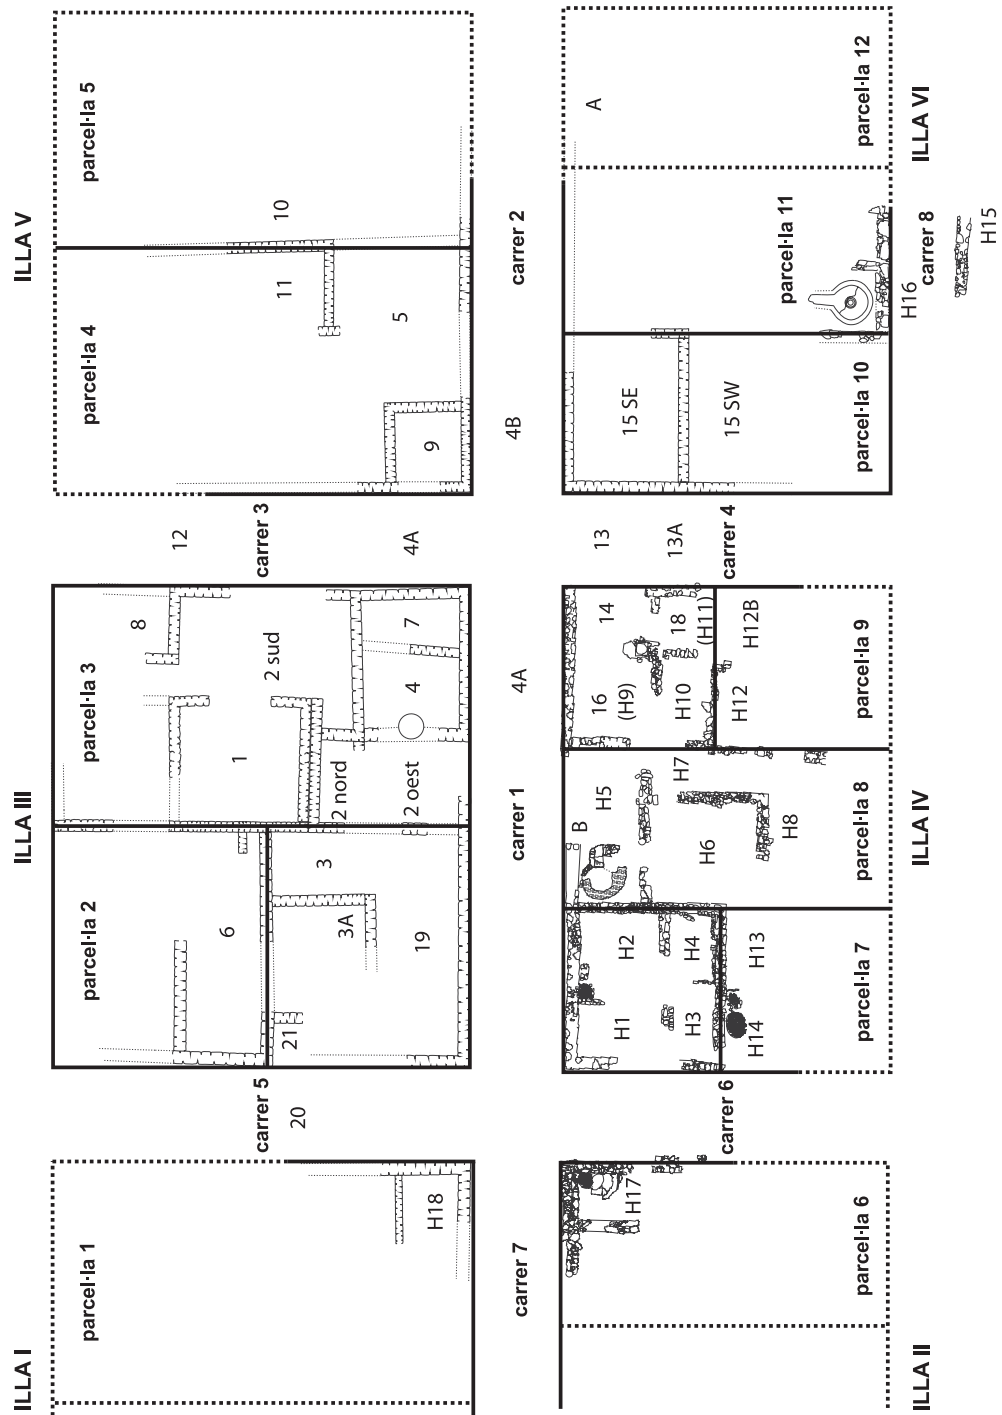 ILLA I
ILLA III
ILLA V
parcel·la 1
parcel·la 2
parcel·la 3
parcel·la 4
parcel·la 5
H18
carrer 5
20
6
21
3
3A
19
1
2 nord
2 oest
2 sud
8
4
7
carrer 3
12
4A
11
10
5
9
carrer 7
carrer 1
4A
4B
carrer 2
H17
parcel·la 6
carrer 6
H1
H2
H3
H4
H14
H13
parcel·la 7
B
H5
H6
H7
H8
parcel·la 8
16
(H9)
14
H10
18
(H11)
H12
H12B
parcel·la 9
13
13A
carrer 4
15 SE
15 SW
parcel·la 10
parcel·la 11
A
parcel·la 12
H16
carrer 8
H15
ILLA II
ILLA IV
ILLA VI